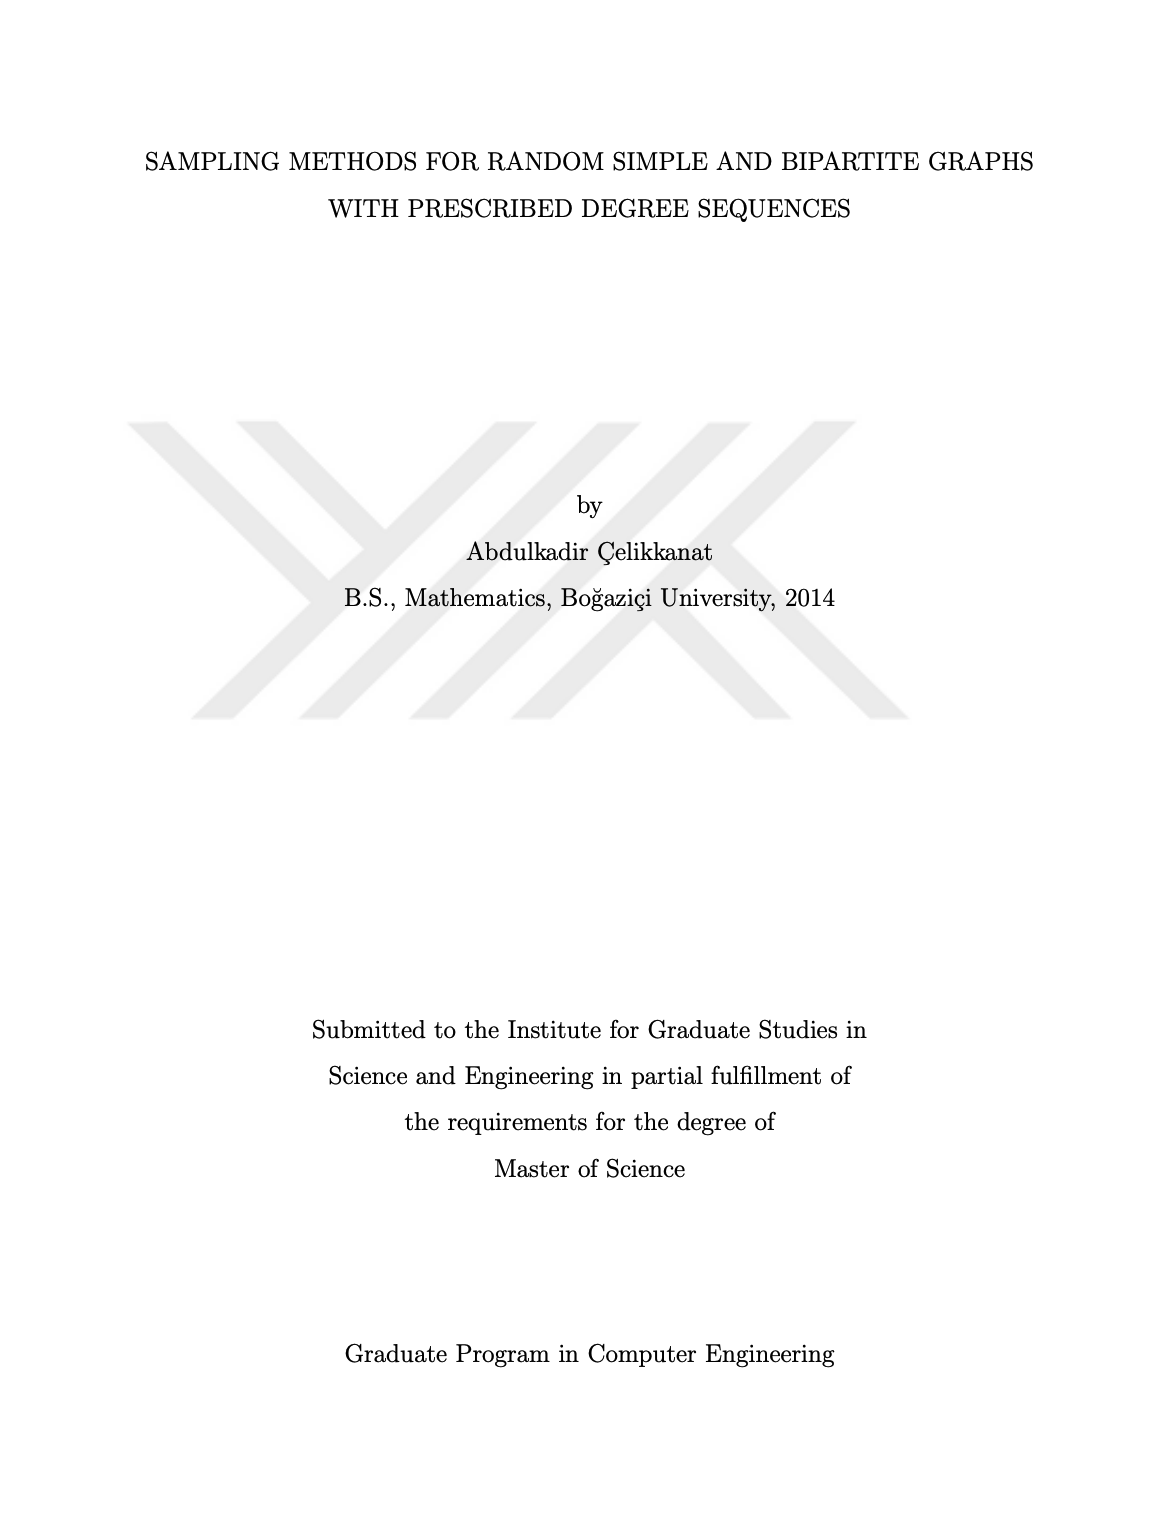 SAMPLING METHODS FOR RANDOM SIMPLE AND BIPARTITE GRAPHS
WITH PRESCRIBED DEGREE SEQUENCES
by
Abdulkadir Çelikkanat
B.S., Mathematics, Boğaziçi University, 2014
Submitted to the Institute for Graduate Studies in
Science and Engineering in partial fulfillment of
the requirements for the degree of
Master of Science
Graduate Program in Computer Engineering